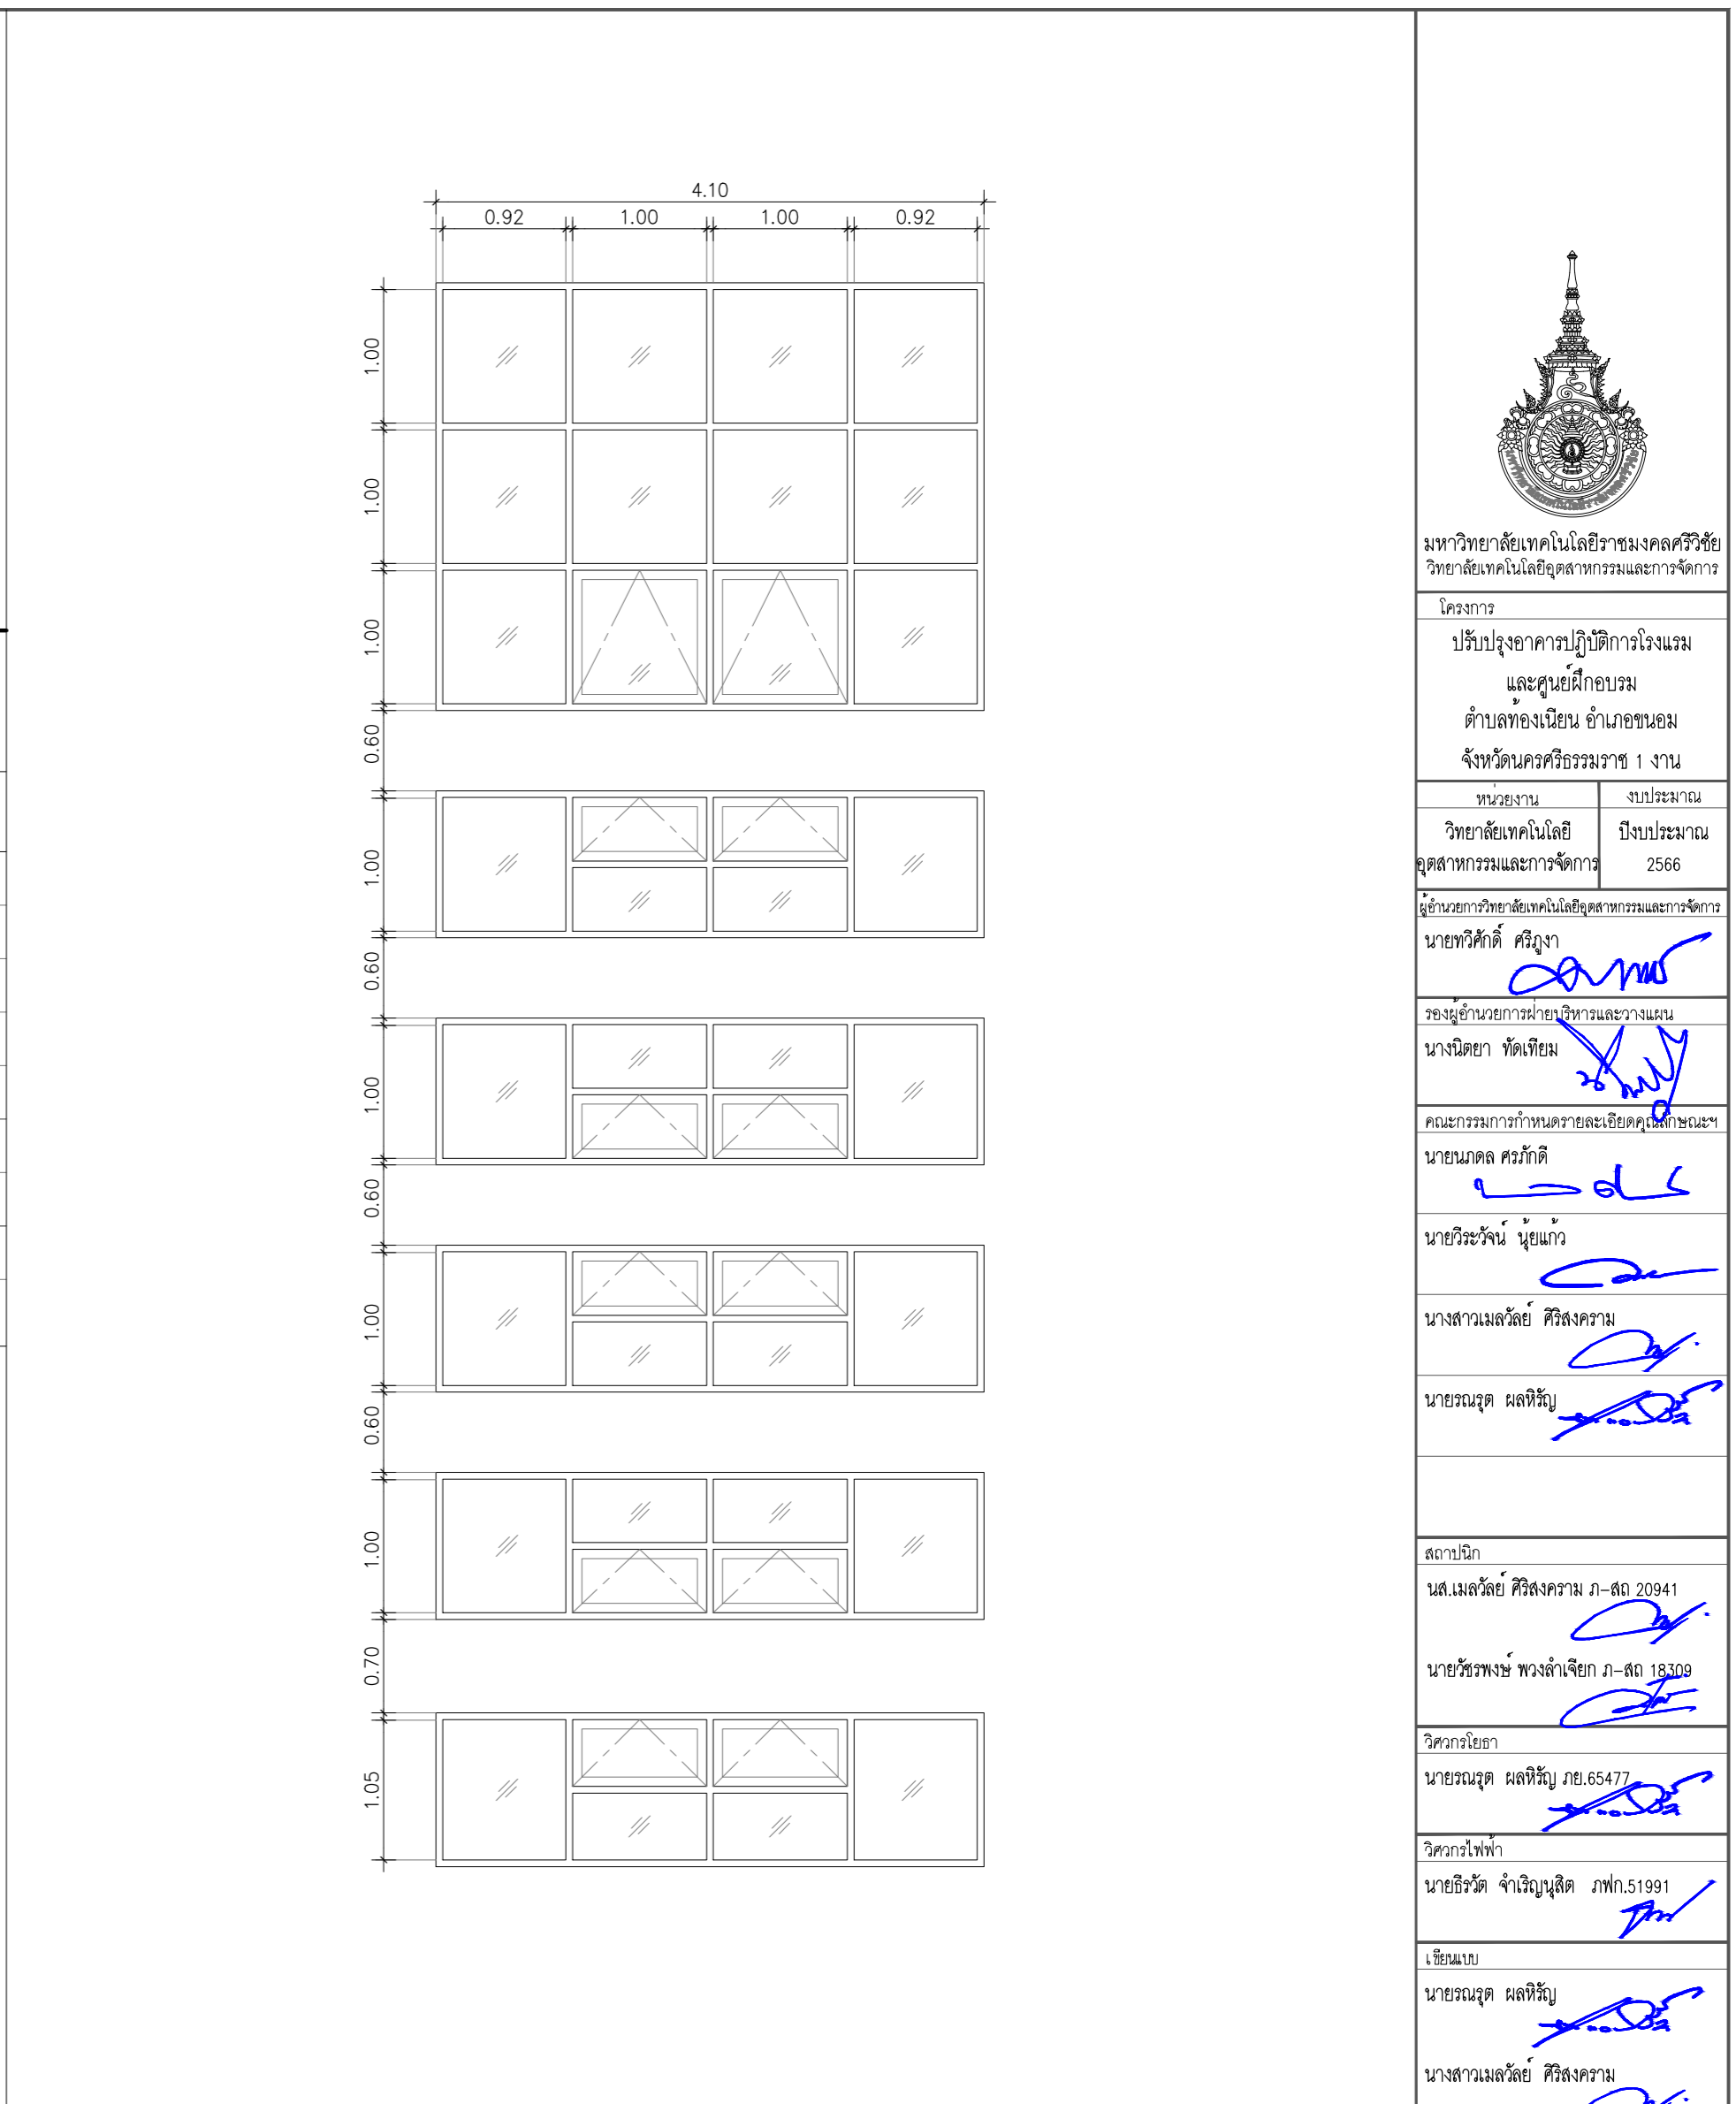 4.10
0.92 1.00 1.00 0.92
1.00
1.00
1.00
0.60
1.00
0.60
1.00
0.60
1.00
0.60
1.00
0.70
1.05
มหาวิทยาลัยเทคโนโลยีราชมงคลศรีวิชัย
วิทยาลัยเทคโนโลยีอุตสาหกรรมและการจัดการ
โครงการ
ปรับปรุงอาคารปฏิบัติการโรงแรม
และศูนย์ฝึกอบรม
ตำบลท้องเนียน อำเภอขนอม
จังหวัดนครศรีธรรมราช 1 งาน
หน่วยงาน งบประมาณ
วิทยาลัยเทคโนโลยี ปีงบประมาณ
อุตสาหกรรมและการจัดการ 2566
ผู้อำนวยการวิทยาลัยเทคโนโลยีอุตสาหกรรมและการจัดการ
นายทวีศักดิ์ ศรีภูงา
รองผู้อำนวยการฝ่ายบริหารและวางแผน
นางนิตยา ทัดเทียม
คณะกรรมการกำหนดรายละเอียดคุณลักษณะฯ
นายนภดล ศรภักดี
นายวีระวัจน์ นุ้ยแก้ว
นางสาวเมลวัลย์ ศิริสงคราม
นายรณรุต ผลหิรัญ
สถาปนิก
นส.เมลวัลย์ ศิริสงคราม ภ-สถ 20941
นายวัชรพงษ์ พวงลำเจียก ภ-สถ 18309
วิศวกรโยธา
นายรณรุต ผลหิรัญ ภย.65477
วิศวกรไฟฟ้า
นายธีรวัต จำเริญนุสิต ภฟก.51991
เขียนแบบ
นายรณรุต ผลหิรัญ
นางสาวเมลวัลย์ ศิริสงคราม